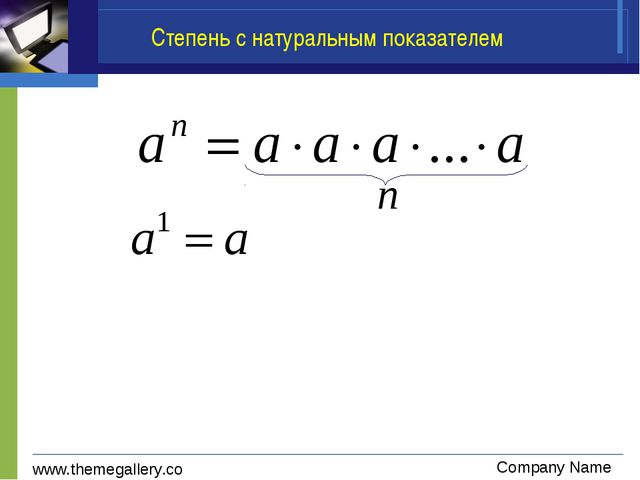 Степень с натуральным показателем
aⁿ = a · a · a · ... · a
n
a¹ = a
www.themegallery.co
Company Name